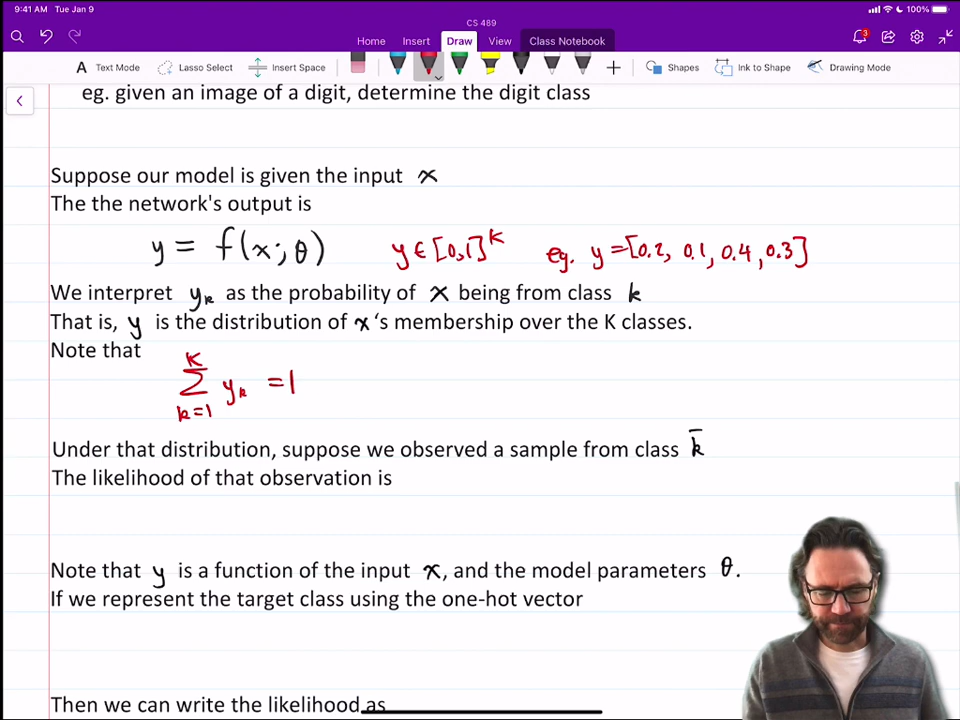 9:41 AM Tue Jan 9
100%
CS 489
Home Insert Draw View Class Notebook
3
A Text Mode Lasso Select Insert Space Shapes Ink to Shape Drawing Mode
eg. given an image of a digit, determine the digit class
Suppose our model is given the input x
The the network's output is
y = f(x; θ) y ∈ [0,1]^K eg. y = [0.2, 0.1, 0.4, 0.3]
We interpret y_k as the probability of x being from class k
That is, y is the distribution of x's membership over the K classes.
Note that
K
Σ y_k = 1
k=1
Under that distribution, suppose we observed a sample from class k̄
The likelihood of that observation is
Note that y is a function of the input x, and the model parameters θ.
If we represent the target class using the one-hot vector
Then we can write the likelihood as